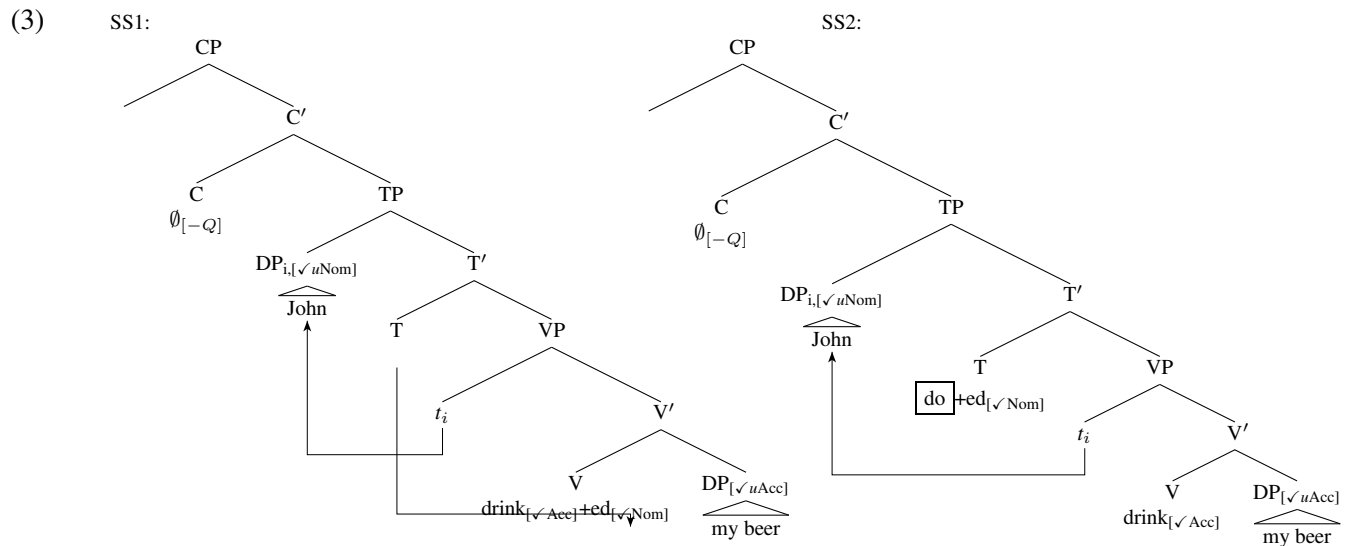 (3) SS1: SS2:
CP CP
C′ C′
C TP C TP
∅[−Q] ∅[−Q]
DPi,[✓uNom] T′ DPi,[✓uNom] T′
John John
T VP T VP
do +ed[✓Nom]
ti V′ ti V′
V DP[✓uAcc] V DP[✓uAcc]
drink[✓Acc]+ed[✓Nom] drink[✓Acc]
my beer my beer